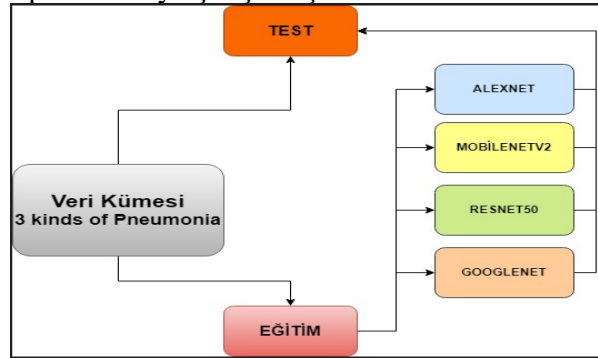 TEST
ALEXNET
MOBİLENETV2
Veri Kümesi
3 kinds of Pneumonia
RESNET50
GOOGLENET
EĞİTİM